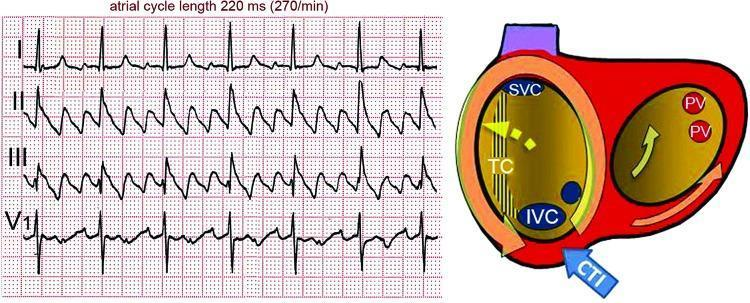 atrial cycle length 220 ms (270/min)
I
II
III
V1
SVC
TC
IVC
PV
PV
CTI